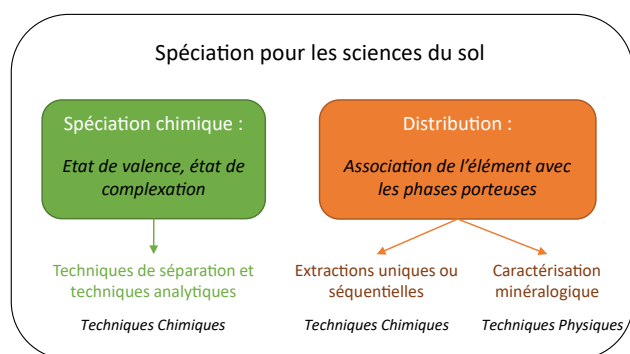 Spéciation pour les sciences du sol
Spéciation chimique :
Etat de valence, état de
complexation
Distribution :
Association de l'élément avec
les phases porteuses
Techniques de séparation et
techniques analytiques
Techniques Chimiques
Extractions uniques ou
séquentielles
Techniques Chimiques
Caractérisation
minéralogique
Techniques Physiques